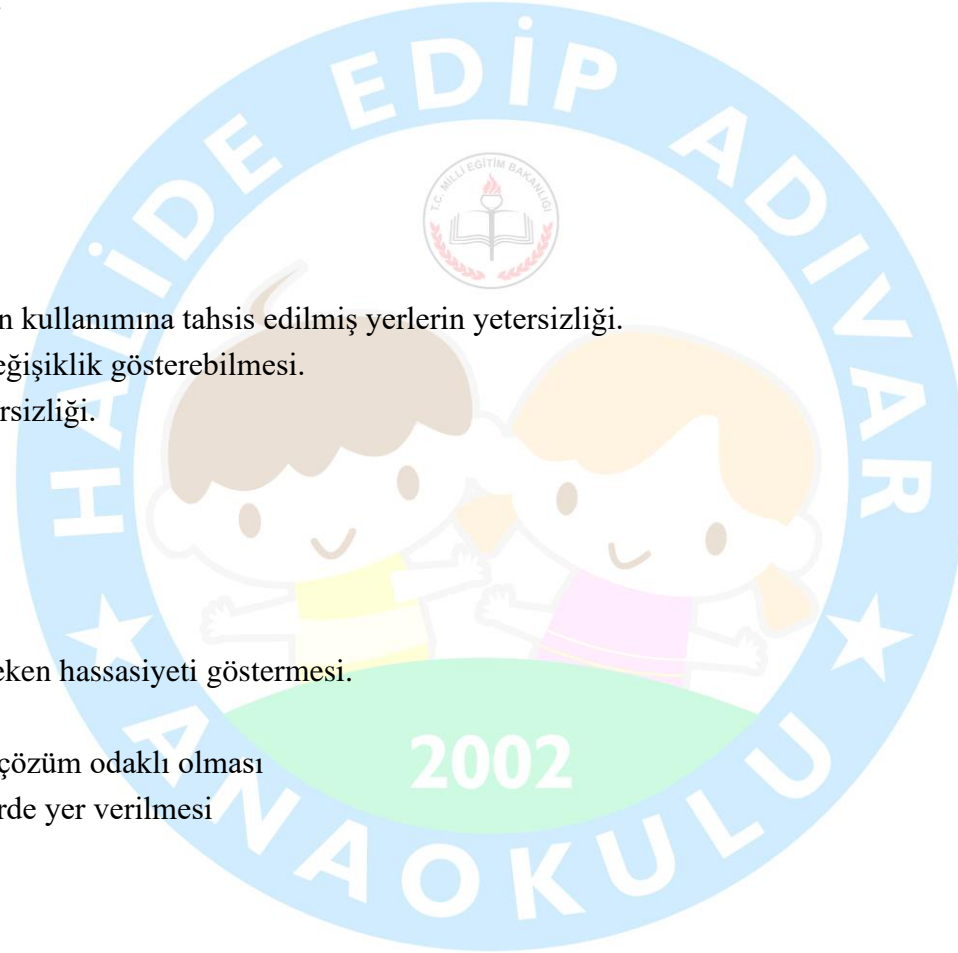 HALİDE EDİP ADIVAR
T.C. MİLLİ EĞİTİM BAKANLIĞI
n kullanımına tahsis edilmiş yerlerin yetersizliği.
eğişiklik gösterebilmesi.
rsizliği.
eken hassasiyeti göstermesi.
çözüm odaklı olması
rde yer verilmesi
2002
ANAOKULU